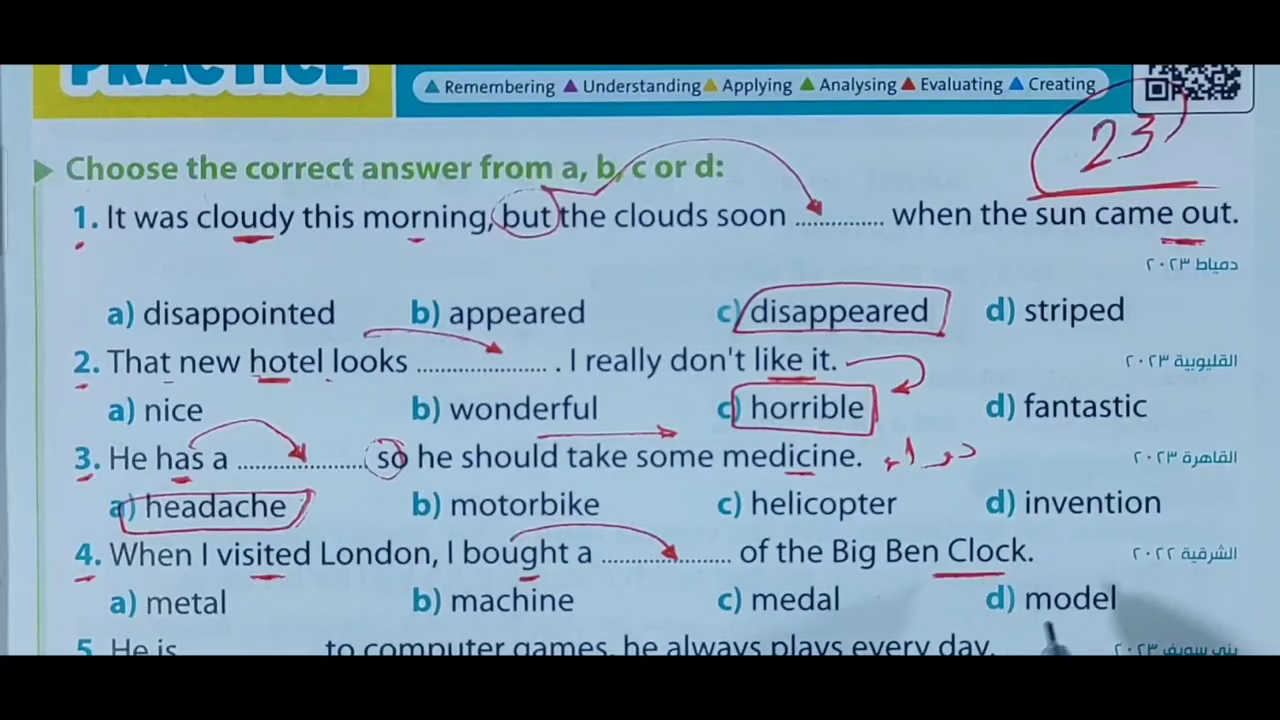 PRACTICE
Remembering Understanding Applying Analysing Evaluating Creating
23
Choose the correct answer from a, b, c or d:
1. It was cloudy this morning, but the clouds soon .............. when the sun came out.
دمياط ٢٠٢٣
a) disappointed b) appeared c) disappeared d) striped
2. That new hotel looks ..................... . I really don't like it.
القليوبية ٢٠٢٣
a) nice b) wonderful c) horrible d) fantastic
3. He has a ..................... so he should take some medicine. دواء
القاهرة ٢٠٢٣
a) headache b) motorbike c) helicopter d) invention
4. When I visited London, I bought a ..................... of the Big Ben Clock.
الشرقية ٢٠٢٢
a) metal b) machine c) medal d) model
5. He is to computer games, he always plays every day.
بني سويف ٢٠٢٣